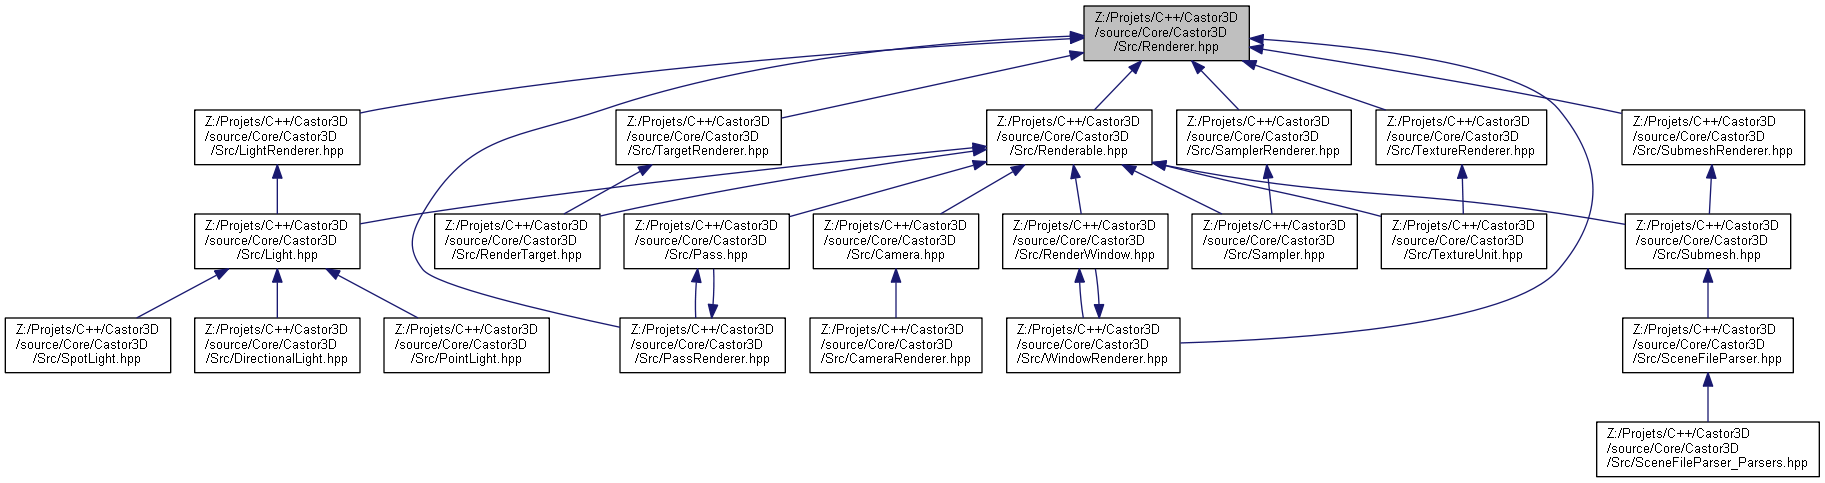 Z:/Projets/C++/Castor3D
/source/Core/Castor3D
/Src/Renderer.hpp
Z:/Projets/C++/Castor3D
/source/Core/Castor3D
/Src/LightRenderer.hpp
Z:/Projets/C++/Castor3D
/source/Core/Castor3D
/Src/TargetRenderer.hpp
Z:/Projets/C++/Castor3D
/source/Core/Castor3D
/Src/Renderable.hpp
Z:/Projets/C++/Castor3D
/source/Core/Castor3D
/Src/SamplerRenderer.hpp
Z:/Projets/C++/Castor3D
/source/Core/Castor3D
/Src/TextureRenderer.hpp
Z:/Projets/C++/Castor3D
/source/Core/Castor3D
/Src/SubmeshRenderer.hpp
Z:/Projets/C++/Castor3D
/source/Core/Castor3D
/Src/Light.hpp
Z:/Projets/C++/Castor3D
/source/Core/Castor3D
/Src/RenderTarget.hpp
Z:/Projets/C++/Castor3D
/source/Core/Castor3D
/Src/Pass.hpp
Z:/Projets/C++/Castor3D
/source/Core/Castor3D
/Src/Camera.hpp
Z:/Projets/C++/Castor3D
/source/Core/Castor3D
/Src/RenderWindow.hpp
Z:/Projets/C++/Castor3D
/source/Core/Castor3D
/Src/Sampler.hpp
Z:/Projets/C++/Castor3D
/source/Core/Castor3D
/Src/TextureUnit.hpp
Z:/Projets/C++/Castor3D
/source/Core/Castor3D
/Src/Submesh.hpp
Z:/Projets/C++/Castor3D
/source/Core/Castor3D
/Src/SpotLight.hpp
Z:/Projets/C++/Castor3D
/source/Core/Castor3D
/Src/DirectionalLight.hpp
Z:/Projets/C++/Castor3D
/source/Core/Castor3D
/Src/PointLight.hpp
Z:/Projets/C++/Castor3D
/source/Core/Castor3D
/Src/PassRenderer.hpp
Z:/Projets/C++/Castor3D
/source/Core/Castor3D
/Src/CameraRenderer.hpp
Z:/Projets/C++/Castor3D
/source/Core/Castor3D
/Src/WindowRenderer.hpp
Z:/Projets/C++/Castor3D
/source/Core/Castor3D
/Src/SceneFileParser.hpp
Z:/Projets/C++/Castor3D
/source/Core/Castor3D
/Src/SceneFileParser_Parsers.hpp